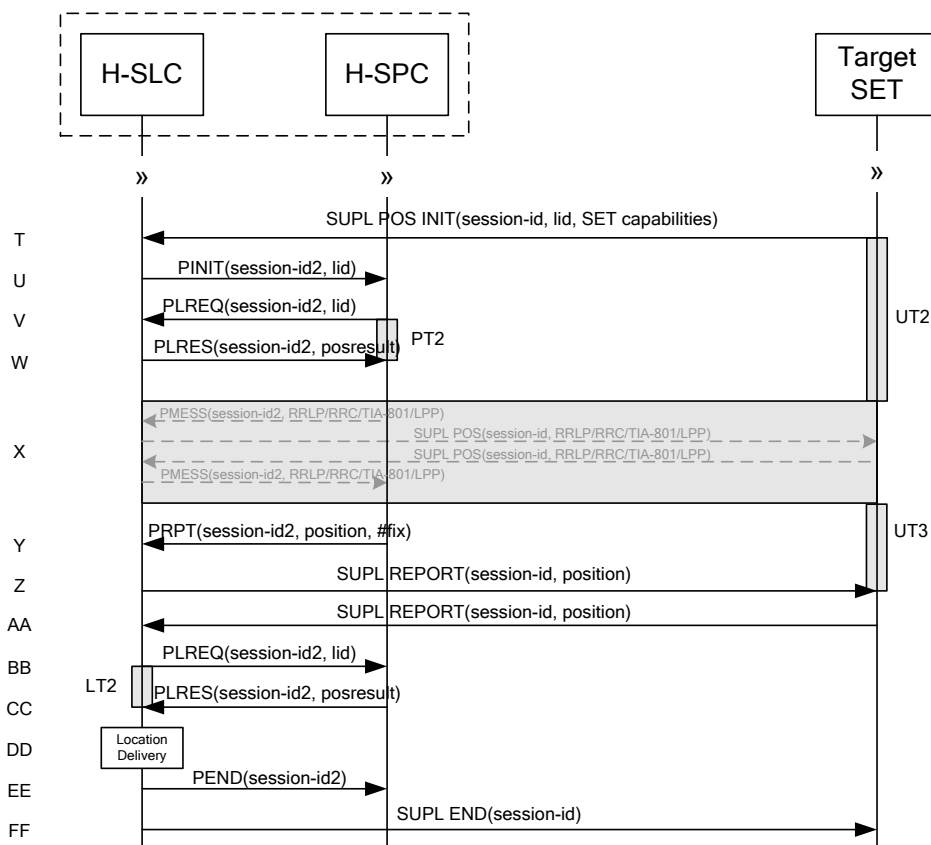 H-SLC
H-SPC
Target
SET
»
»
»
T
SUPL POS INIT(session-id, lid, SET capabilities)
U
PINIT(session-id2, lid)
V
PLREQ(session-id2, lid)
UT2
PT2
W
PLRES(session-id2, posresult)
PMESS(session-id2, RRLP/RRC/TIA-801/LPP)
SUPL POS(session-id, RRLP/RRC/TIA-801/LPP)
X
SUPL POS(session-id, RRLP/RRC/TIA-801/LPP)
PMESS(session-id2, RRLP/RRC/TIA-801/LPP)
PRPT(session-id2, position, #fix)
UT3
Y
SUPL REPORT(session-id, position)
Z
SUPL REPORT(session-id, position)
AA
PLREQ(session-id2, lid)
BB
LT2
PLRES(session-id2, posresult)
CC
Location
Delivery
DD
PEND(session-id2)
EE
SUPL END(session-id)
FF